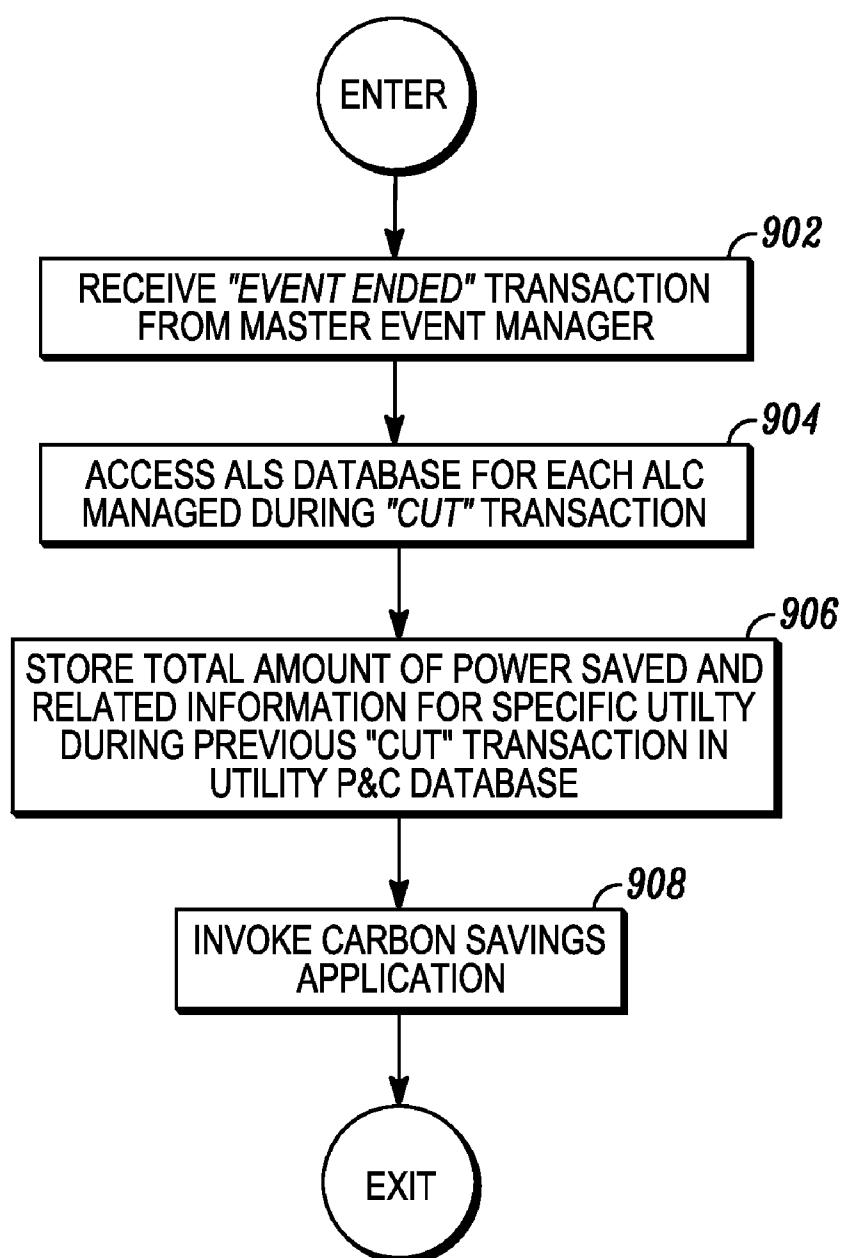 ENTER
902
RECEIVE "EVENT ENDED" TRANSACTION
FROM MASTER EVENT MANAGER
904
ACCESS ALS DATABASE FOR EACH ALC
MANAGED DURING "CUT" TRANSACTION
906
STORE TOTAL AMOUNT OF POWER SAVED AND
RELATED INFORMATION FOR SPECIFIC UTILTY
DURING PREVIOUS "CUT" TRANSACTION IN
UTILITY P&C DATABASE
908
INVOKE CARBON SAVINGS
APPLICATION
EXIT